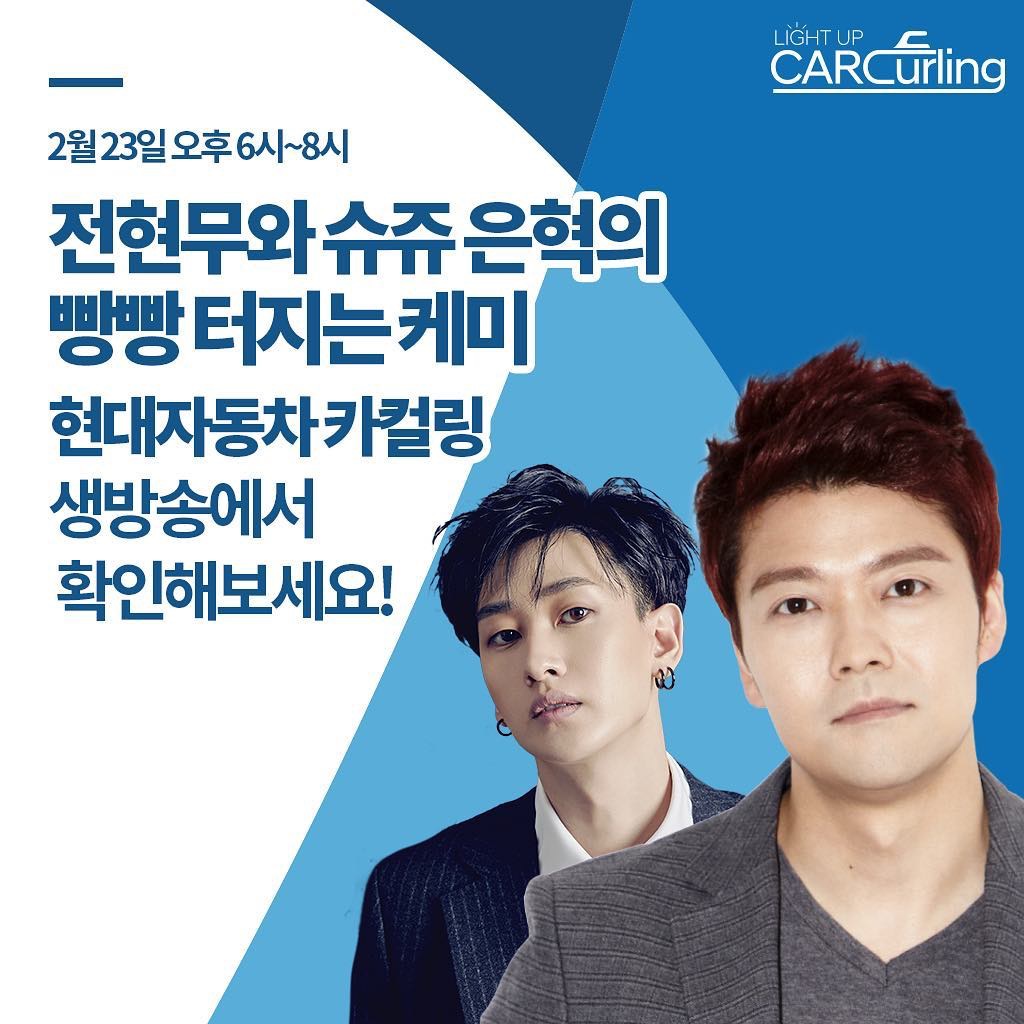 LIGHT UP
CARCurling
2월 23일 오후 6시~8시
전현무와 슈쥬 은혁의
빵빵 터지는 케미
현대자동차 카컬링
생방송에서
확인해보세요!